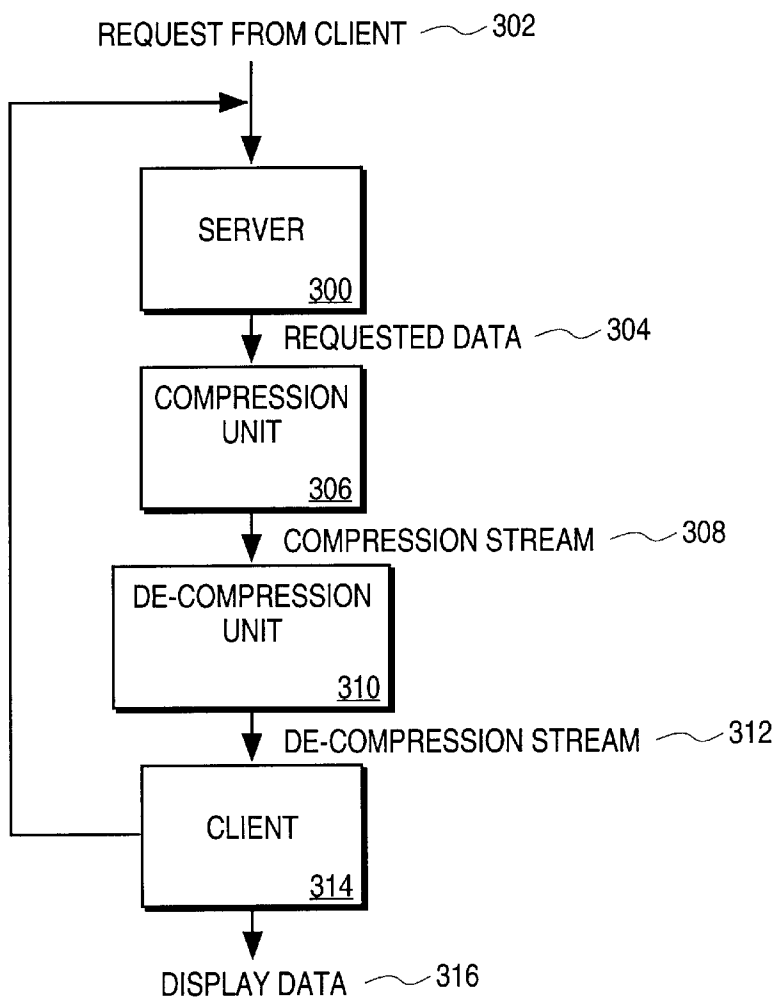 REQUEST FROM CLIENT 302
SERVER
300
REQUESTED DATA 304
COMPRESSION
UNIT
306
COMPRESSION STREAM 308
DE-COMPRESSION
UNIT
310
DE-COMPRESSION STREAM 312
CLIENT
314
DISPLAY DATA 316